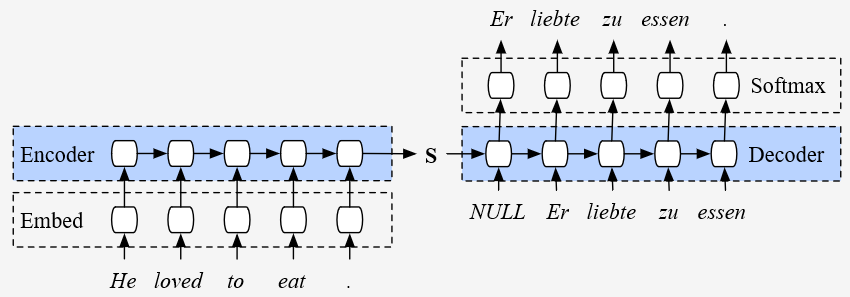 Er liebte zu essen .
Softmax
Encoder
S
Decoder
Embed
NULL Er liebte zu essen
He loved to eat .